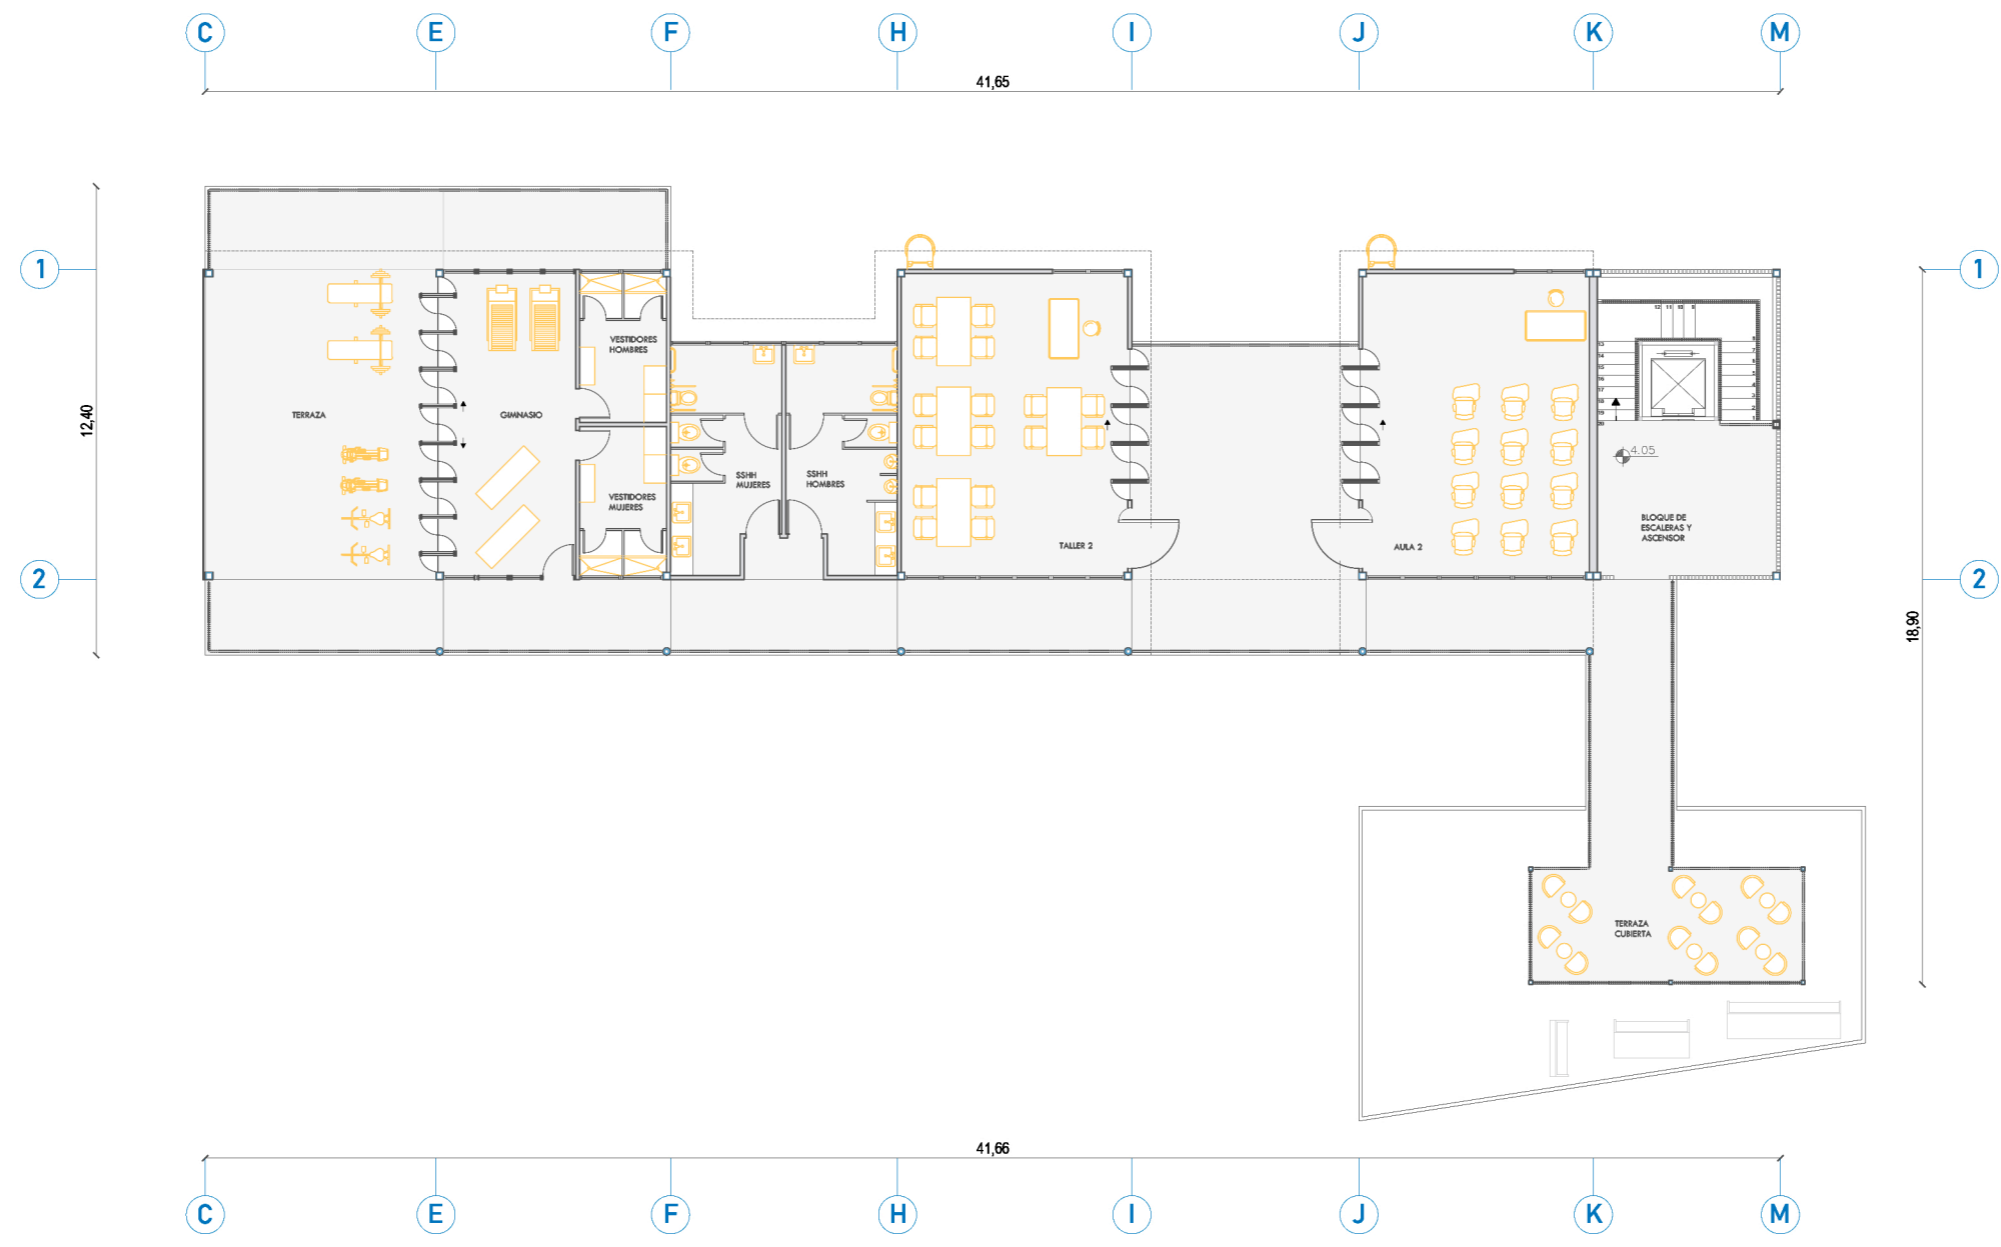 C E F H I J K M
41,65
1 1
VESTIDORES
HOMBRES
TERRAZA
GIMNASIO
12,40
4.05
SSHH
MUJERES
SSHH
HOMBRES
VESTIDORES
MUJERES
BLOQUE DE
ESCALERAS Y
ASCENSOR
TALLER 2
AULA 2
2 2
18,90
TERRAZA
CUBIERTA
41,66
C E F H I J K M